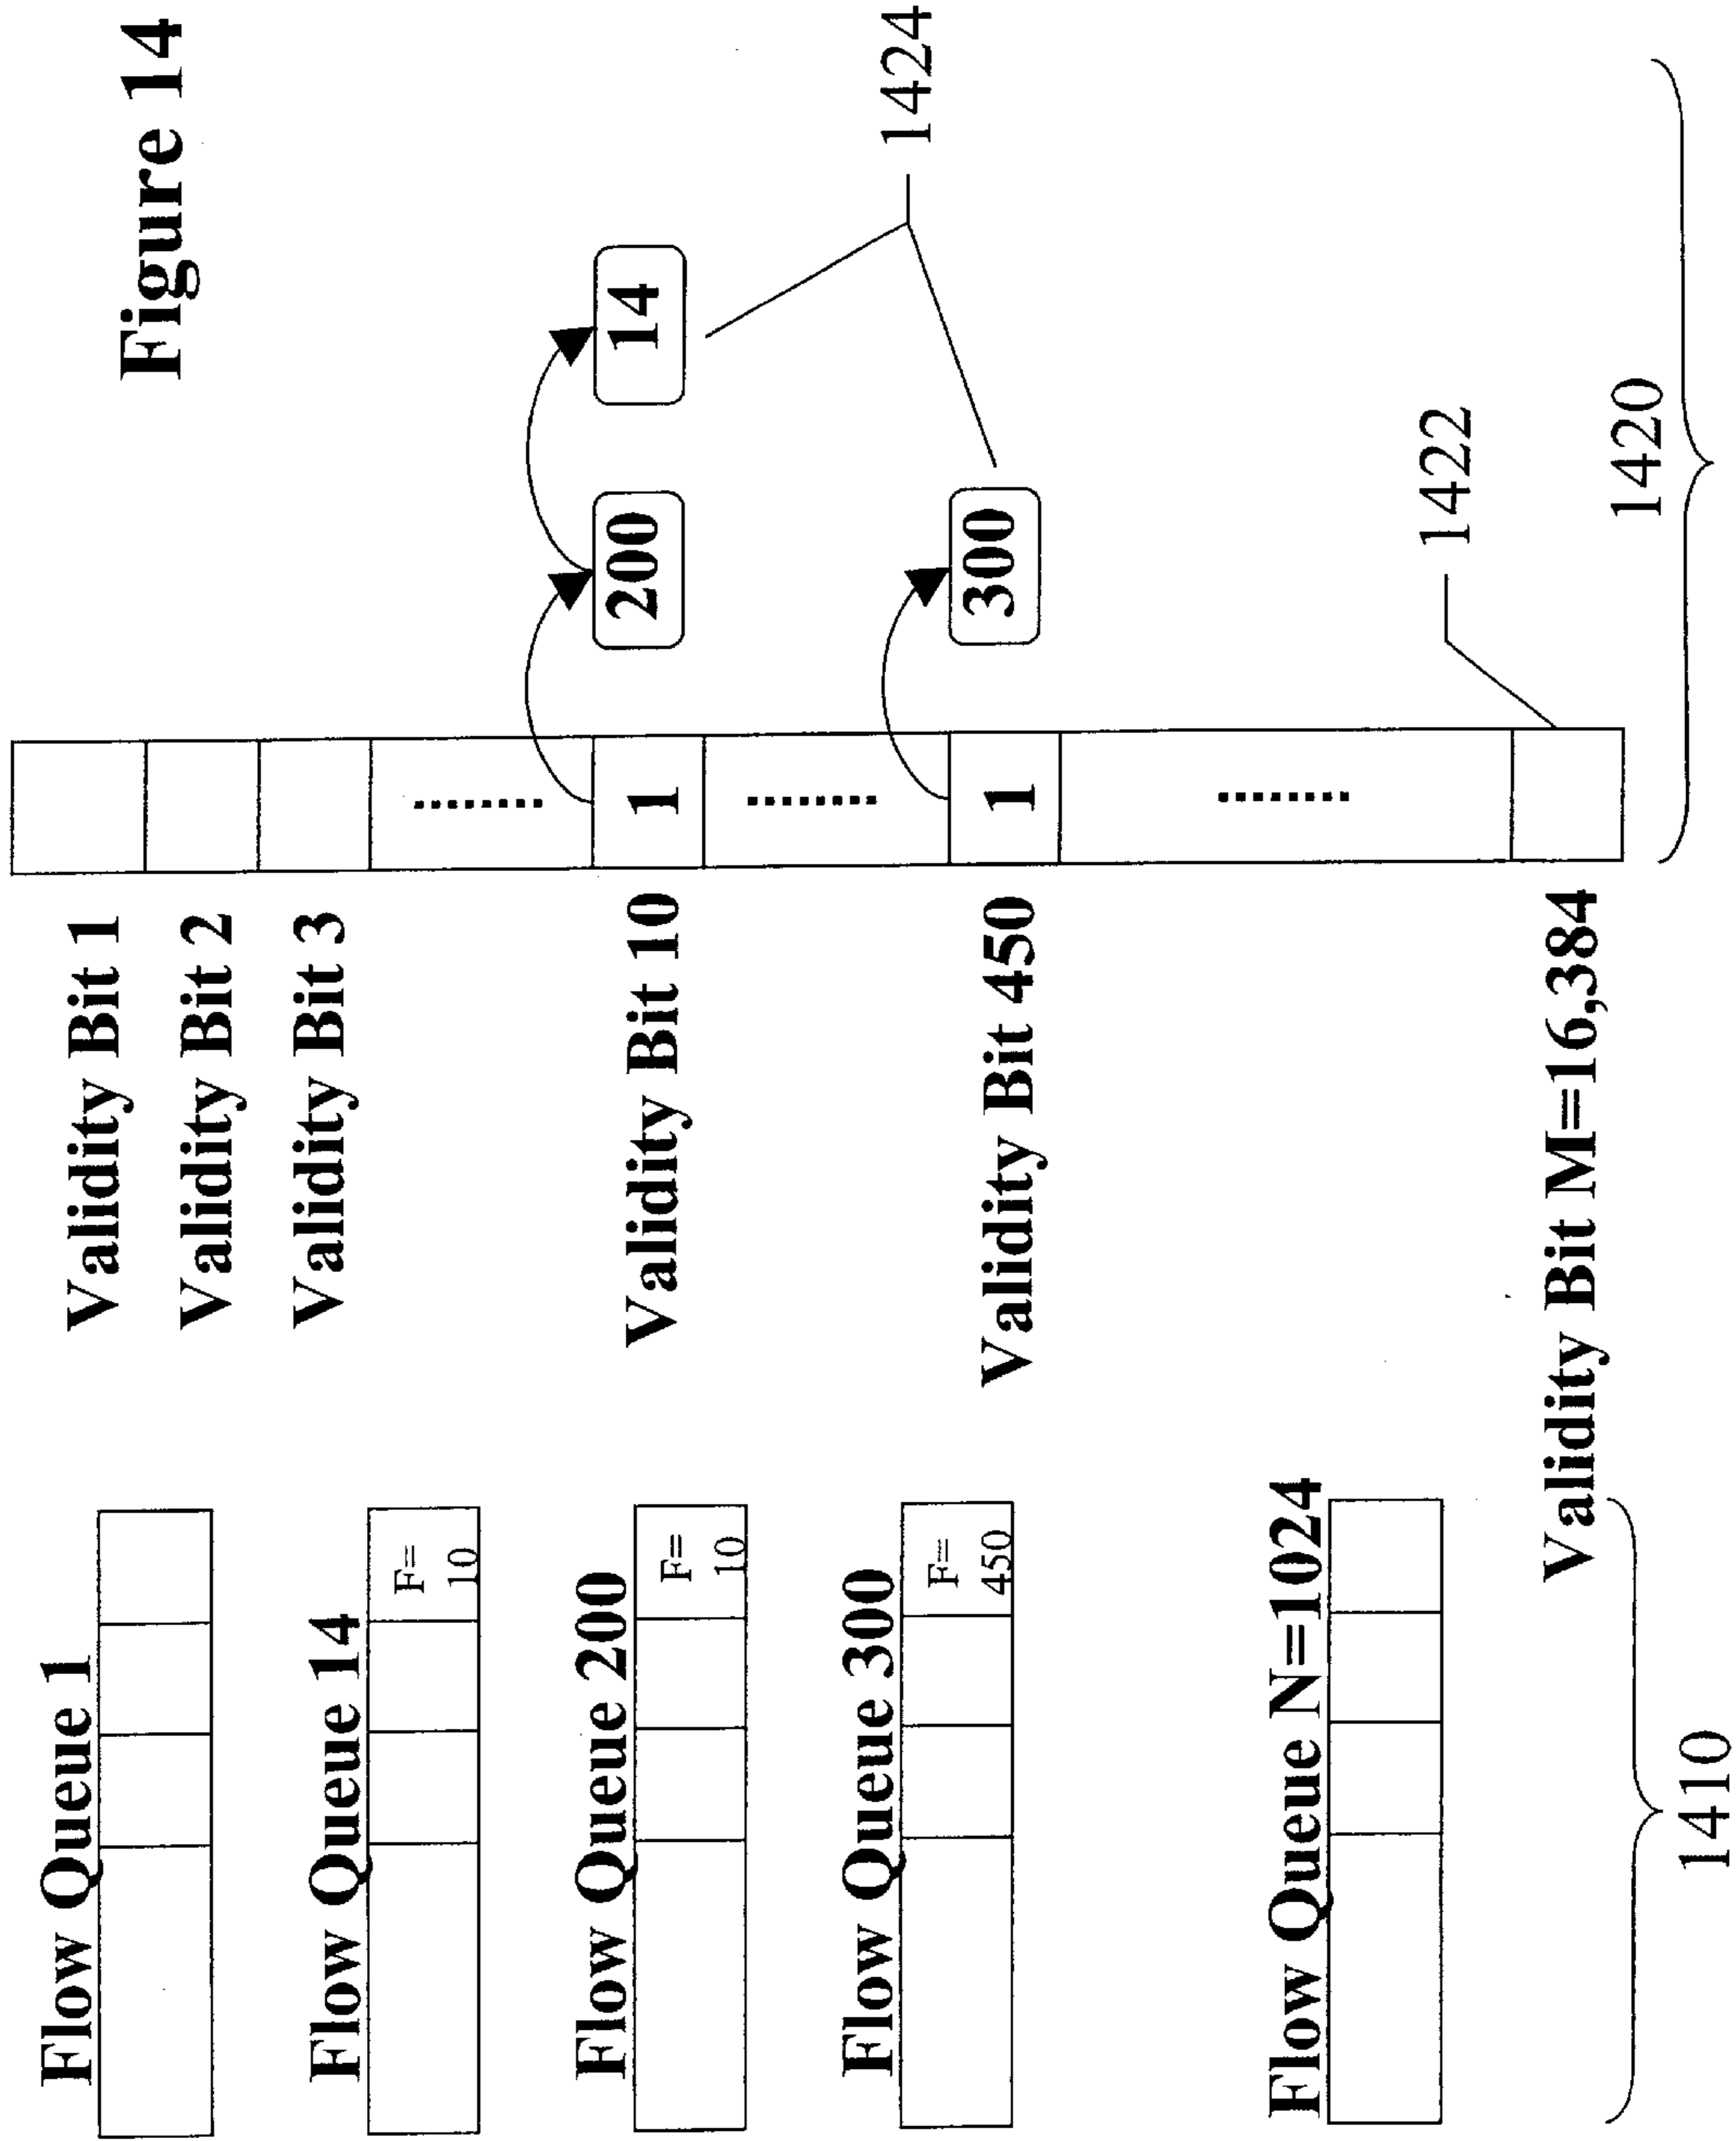 Figure 14
Flow Queue 1
Flow Queue 14
F=
10
Flow Queue 200
F=
10
Flow Queue 300
F=
450
Flow Queue N=1024
1410
Validity Bit 1
Validity Bit 2
Validity Bit 3
Validity Bit 10
Validity Bit 450
Validity Bit M=16,384
1
1
200
14
300
1424
1422
1420